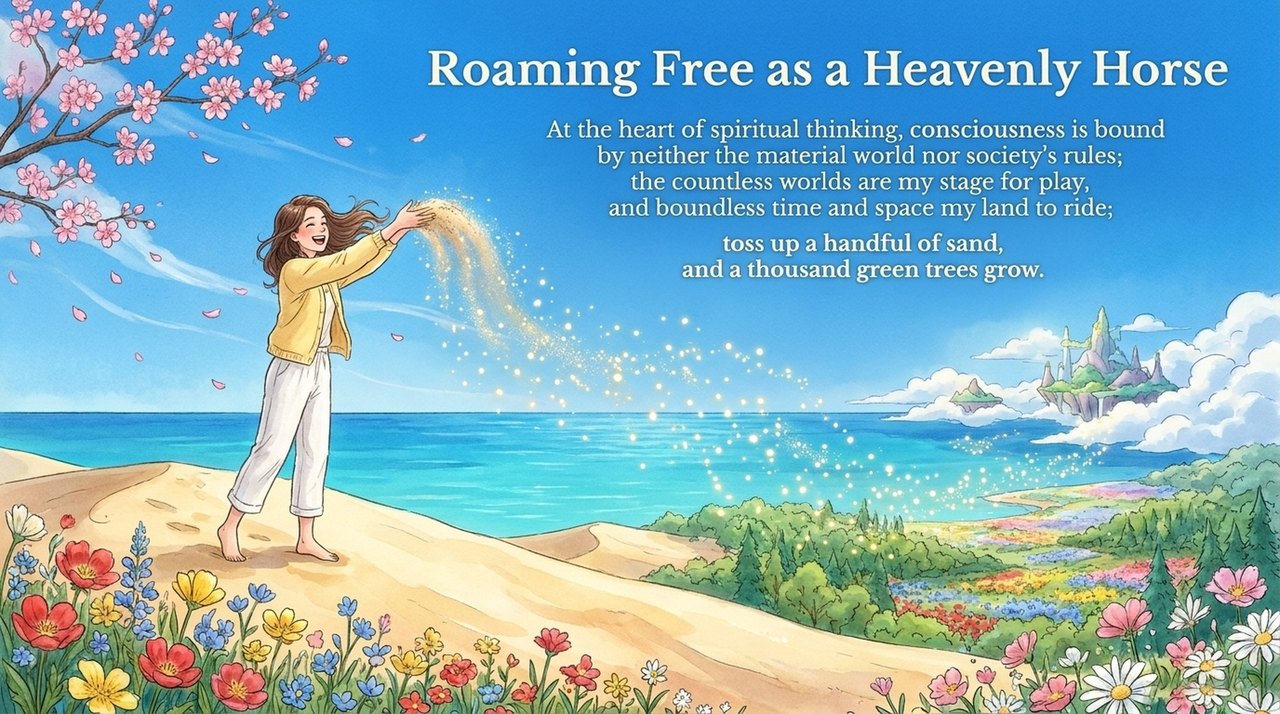 Roaming Free as a Heavenly Horse
At the heart of spiritual thinking, consciousness is bound
by neither the material world nor society's rules;
the countless worlds are my stage for play,
and boundless time and space my land to ride;
toss up a handful of sand,
and a thousand green trees grow.